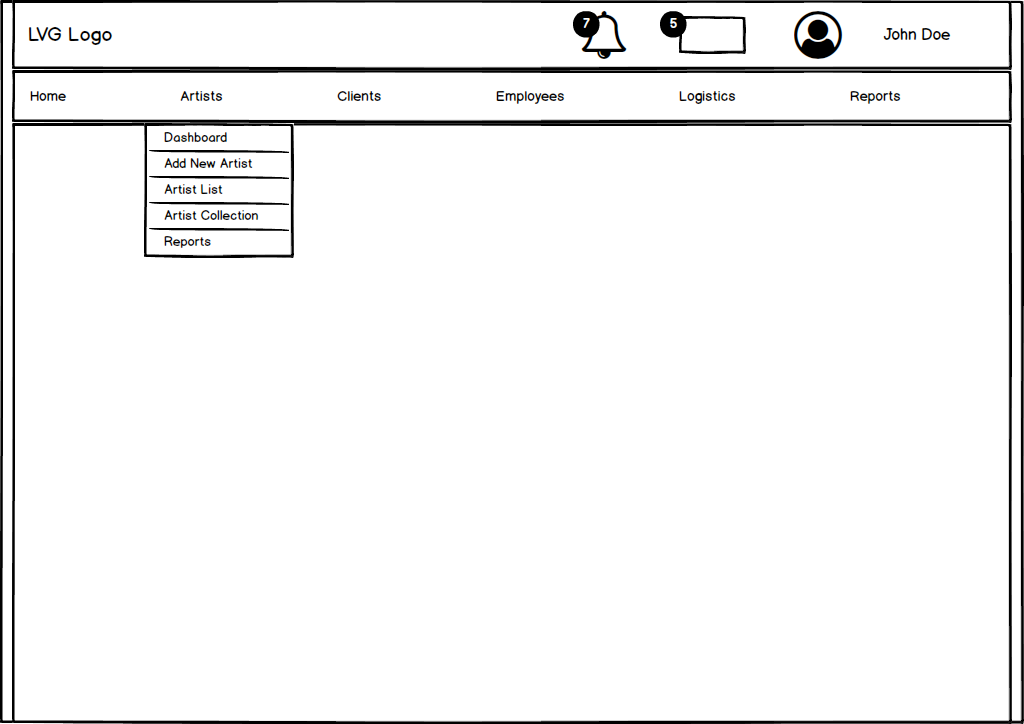 LVG Logo
7
5
John Doe
Home
Artists
Clients
Employees
Logistics
Reports
Dashboard
Add New Artist
Artist List
Artist Collection
Reports